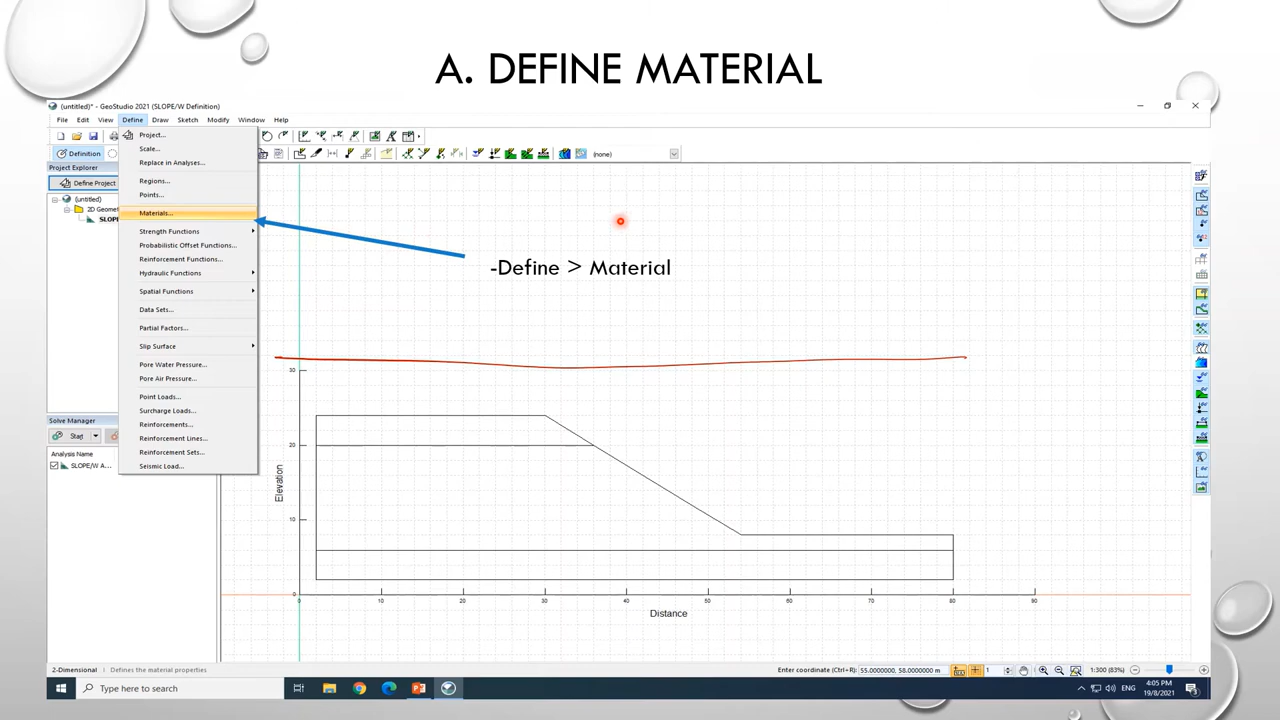 A. DEFINE MATERIAL
(untitled)* - GeoStudio 2021 (SLOPE/W Definition)
File Edit View Define Draw Sketch Modify Window Help
Project...
Scale...
Replace in Analyses...
Regions...
Points...
Materials...
Strength Functions
Probabilistic Offset Functions...
Reinforcement Functions...
Hydraulic Functions
Spatial Functions
Data Sets...
Partial Factors...
Slip Surface
Pore Water Pressure...
Pore Air Pressure...
Point Loads...
Surcharge Loads...
Reinforcements...
Reinforcement Lines...
Reinforcement Sets...
Seismic Load...
Definition
(none)
Project Explorer
Define Project
(untitled)
2D Geom
SLOPE
Solve Manager
Start
Analysis Name
SLOPE/W A...
-Define > Material
30
20
10
Elevation
0 10 20 30 40 50 60 70 80 90
Distance
2-Dimensional Defines the material properties
Enter coordinate (Ctrl+R): 55.0000000, 58.0000000 m
1
1:300 (83%)
Type here to search
ENG
4:05 PM
19/8/2021